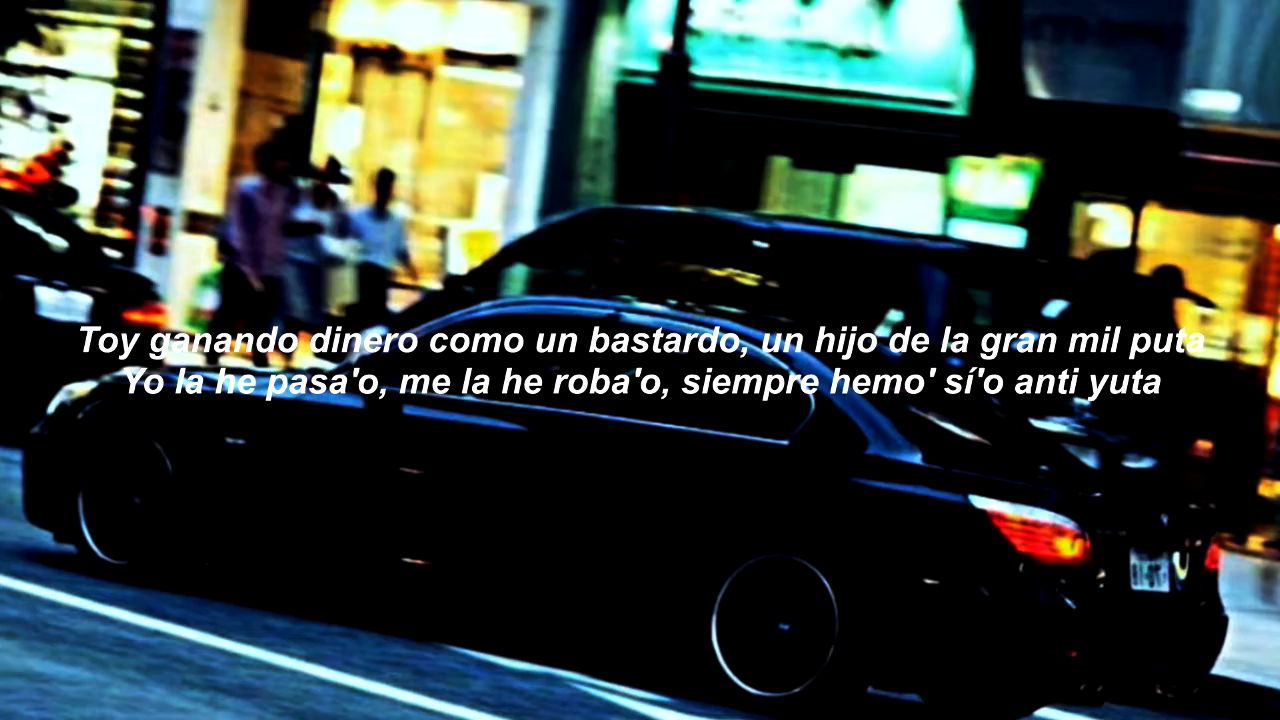 Toy ganando dinero como un bastardo, un hijo de la gran mil puta
Yo la he pasa'o, me la he roba'o, siempre hemo' sí'o anti yuta